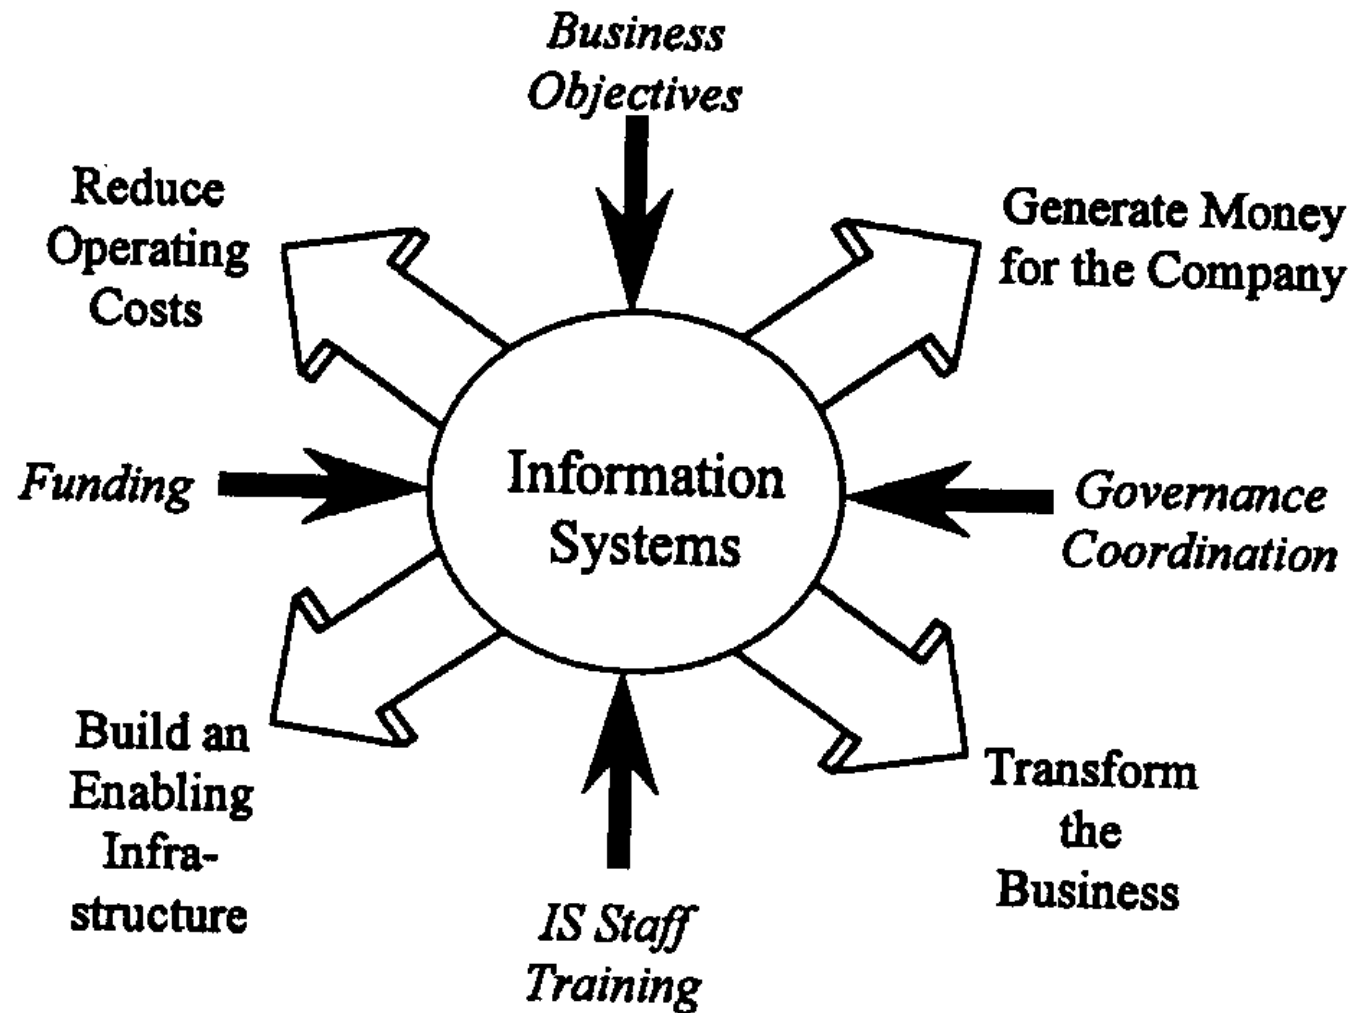 Business
Objectives
Reduce
Operating
Costs
Generate Money
for the Company
Funding
Information
Systems
Governance
Coordination
Build an
Enabling
Infra-
structure
Transform
the
Business
IS Staff
Training